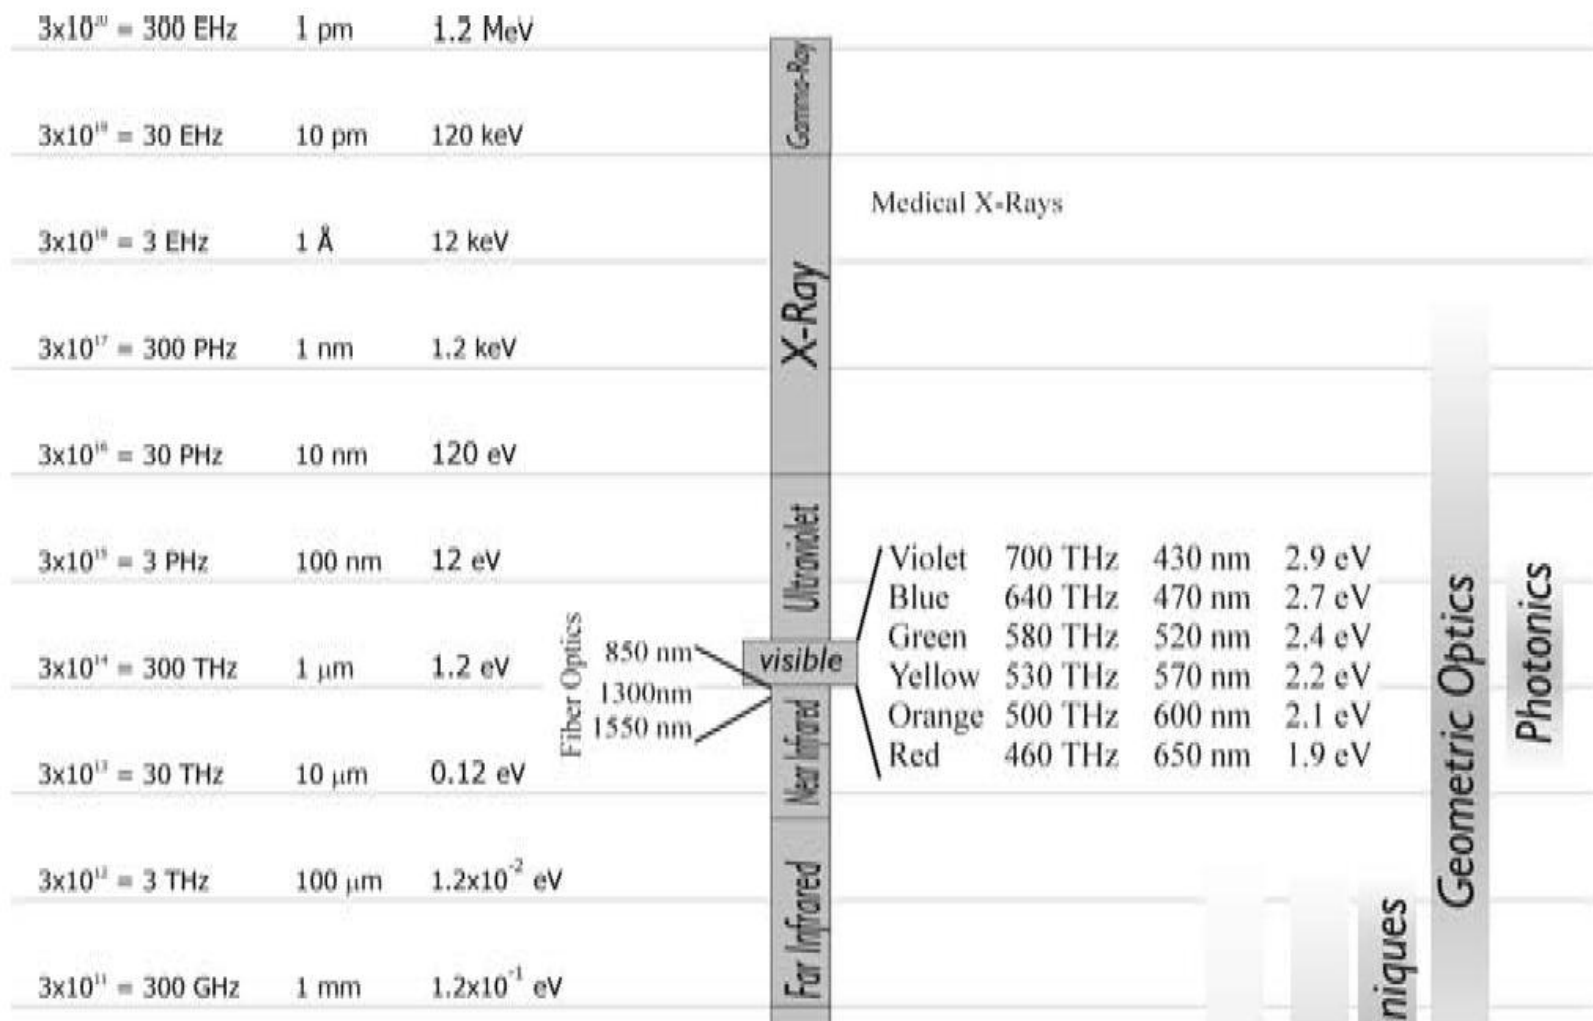 3x10²⁰ = 300 EHz 1 pm 1.2 MeV
Gamma-Ray
3x10¹⁹ = 30 EHz 10 pm 120 keV
Medical X-Rays
3x10¹⁸ = 3 EHz 1 Å 12 keV
X-Ray
3x10¹⁷ = 300 PHz 1 nm 1.2 keV
3x10¹⁶ = 30 PHz 10 nm 120 eV
Ultraviolet
3x10¹⁵ = 3 PHz 100 nm 12 eV
Violet 700 THz 430 nm 2.9 eV
Blue 640 THz 470 nm 2.7 eV
Green 580 THz 520 nm 2.4 eV
Yellow 530 THz 570 nm 2.2 eV
Orange 500 THz 600 nm 2.1 eV
Red 460 THz 650 nm 1.9 eV
visible
3x10¹⁴ = 300 THz 1 µm 1.2 eV
Fiber Optics
850 nm
1300nm
1550 nm
Near Infrared
3x10¹³ = 30 THz 10 µm 0.12 eV
3x10¹² = 3 THz 100 µm 1.2x10⁻² eV
Far Infrared
3x10¹¹ = 300 GHz 1 mm 1.2x10⁻¹ eV
Geometric Optics
Photonics
niques